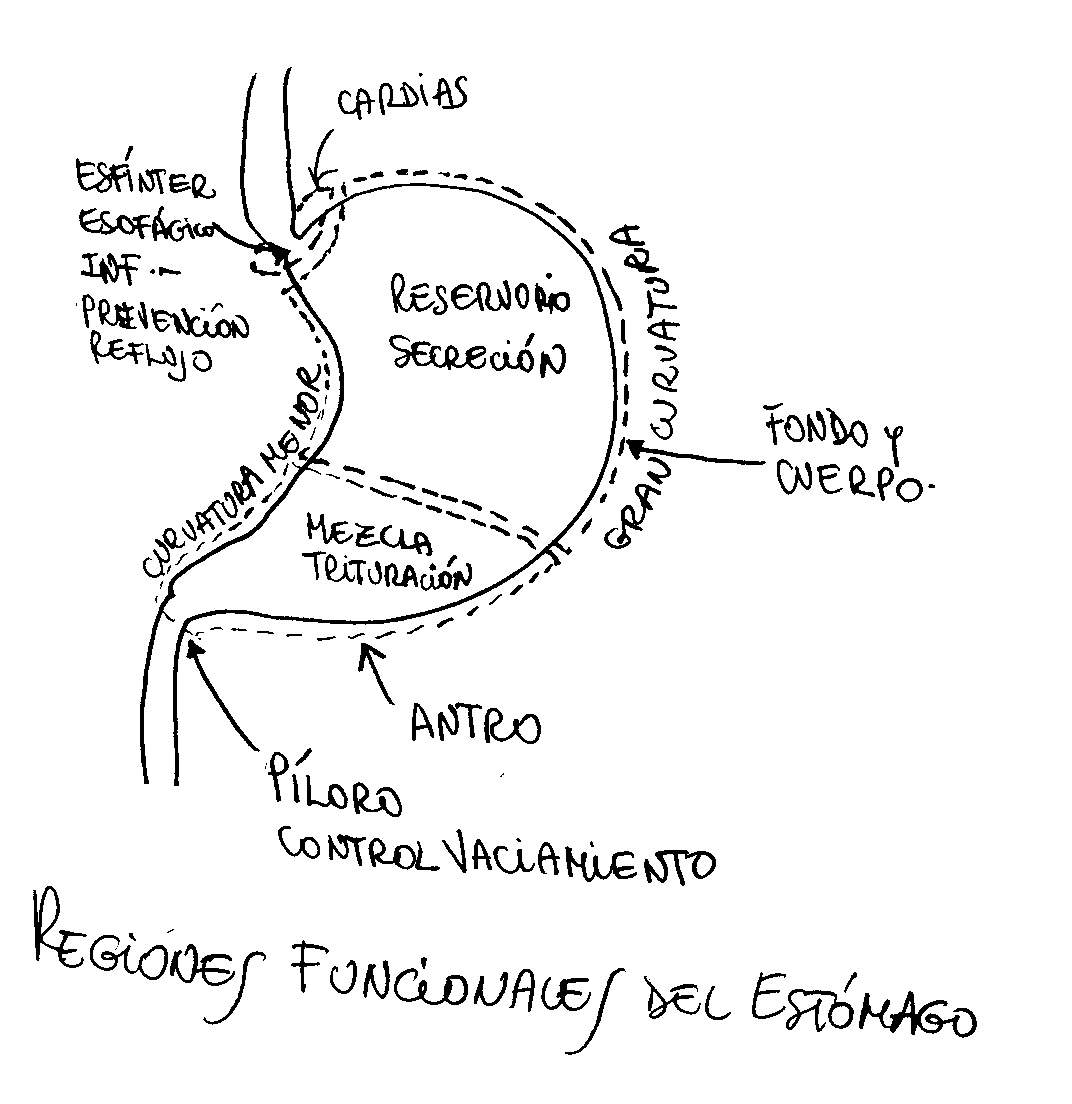 CARDIAS
ESFÍNTER
ESOFÁGICO
INF.-
PREVENCIÓN
REFLUJO
RESERVORIO
SECRECIÓN
GRAN CURVATURA
FONDO Y
CUERPO.
CURVATURA MENOR
MEZCLA
TRITURACIÓN
ANTRO
PÍLORO
CONTROL VACIAMIENTO
REGIONES FUNCIONALES DEL ESTÓMAGO